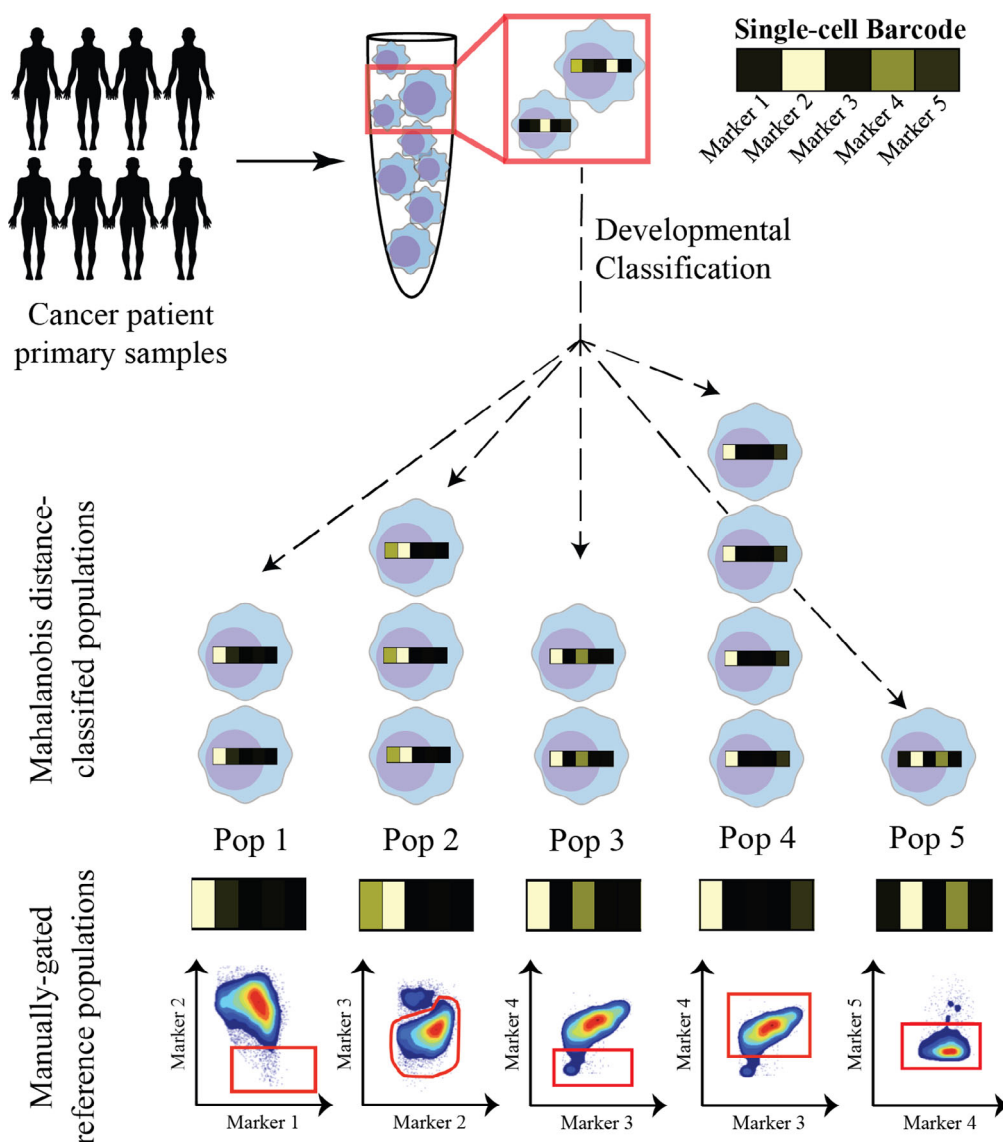 Single-cell Barcode
Marker 1
Marker 2
Marker 3
Marker 4
Marker 5
Cancer patient
primary samples
Developmental
Classification
Mahalanobis distance-
classified populations
Pop 1
Pop 2
Pop 3
Pop 4
Pop 5
Manually-gated
reference populations
Marker 2
Marker 1
Marker 3
Marker 2
Marker 4
Marker 3
Marker 4
Marker 3
Marker 5
Marker 4